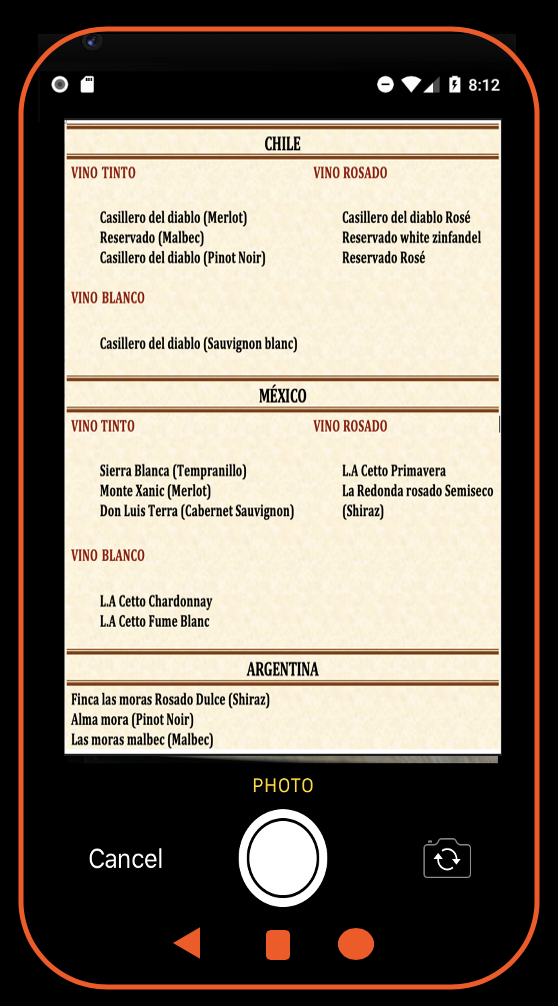 8:12
CHILE
VINO TINTO
Casillero del diablo (Merlot)
Reservado (Malbec)
Casillero del diablo (Pinot Noir)
VINO ROSADO
Casillero del diablo Rosé
Reservado white zinfandel
Reservado Rosé
VINO BLANCO
Casillero del diablo (Sauvignon blanc)
MÉXICO
VINO TINTO
Sierra Blanca (Tempranillo)
Monte Xanic (Merlot)
Don Luis Terra (Cabernet Sauvignon)
VINO ROSADO
L.A Cetto Primavera
La Redonda rosado Semiseco
(Shiraz)
VINO BLANCO
L.A Cetto Chardonnay
L.A Cetto Fume Blanc
ARGENTINA
Finca las moras Rosado Dulce (Shiraz)
Alma mora (Pinot Noir)
Las moras malbec (Malbec)
PHOTO
Cancel